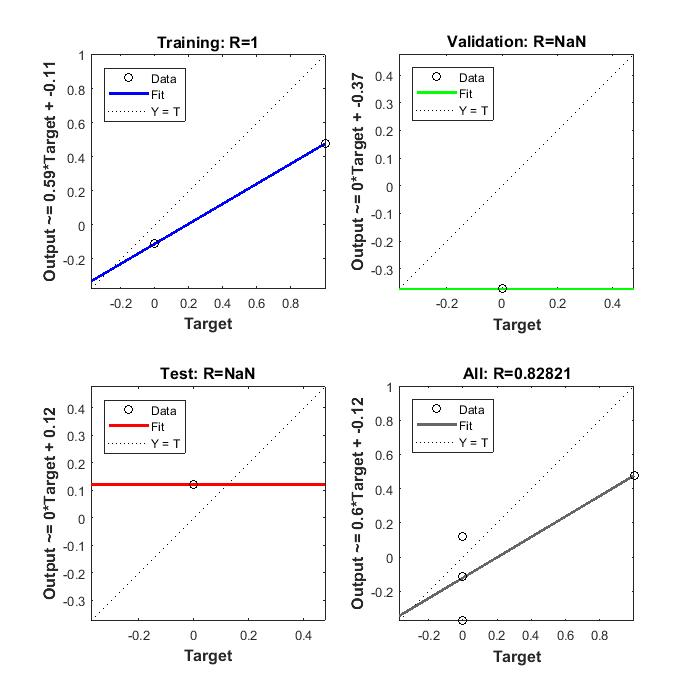 Training: R=1
Output ~= 0.59*Target + -0.11
1
0.8
0.6
0.4
0.2
0
-0.2
Data
Fit
Y = T
-0.2 0 0.2 0.4 0.6 0.8
Target
Validation: R=NaN
Output ~= 0*Target + -0.37
0.4
0.3
0.2
0.1
0
-0.1
-0.2
-0.3
Data
Fit
Y = T
-0.2 0 0.2 0.4
Target
Test: R=NaN
Output ~= 0*Target + 0.12
0.4
0.3
0.2
0.1
0
-0.1
-0.2
-0.3
Data
Fit
Y = T
-0.2 0 0.2 0.4
Target
All: R=0.82821
Output ~= 0.6*Target + -0.12
1
0.8
0.6
0.4
0.2
0
-0.2
Data
Fit
Y = T
-0.2 0 0.2 0.4 0.6 0.8
Target